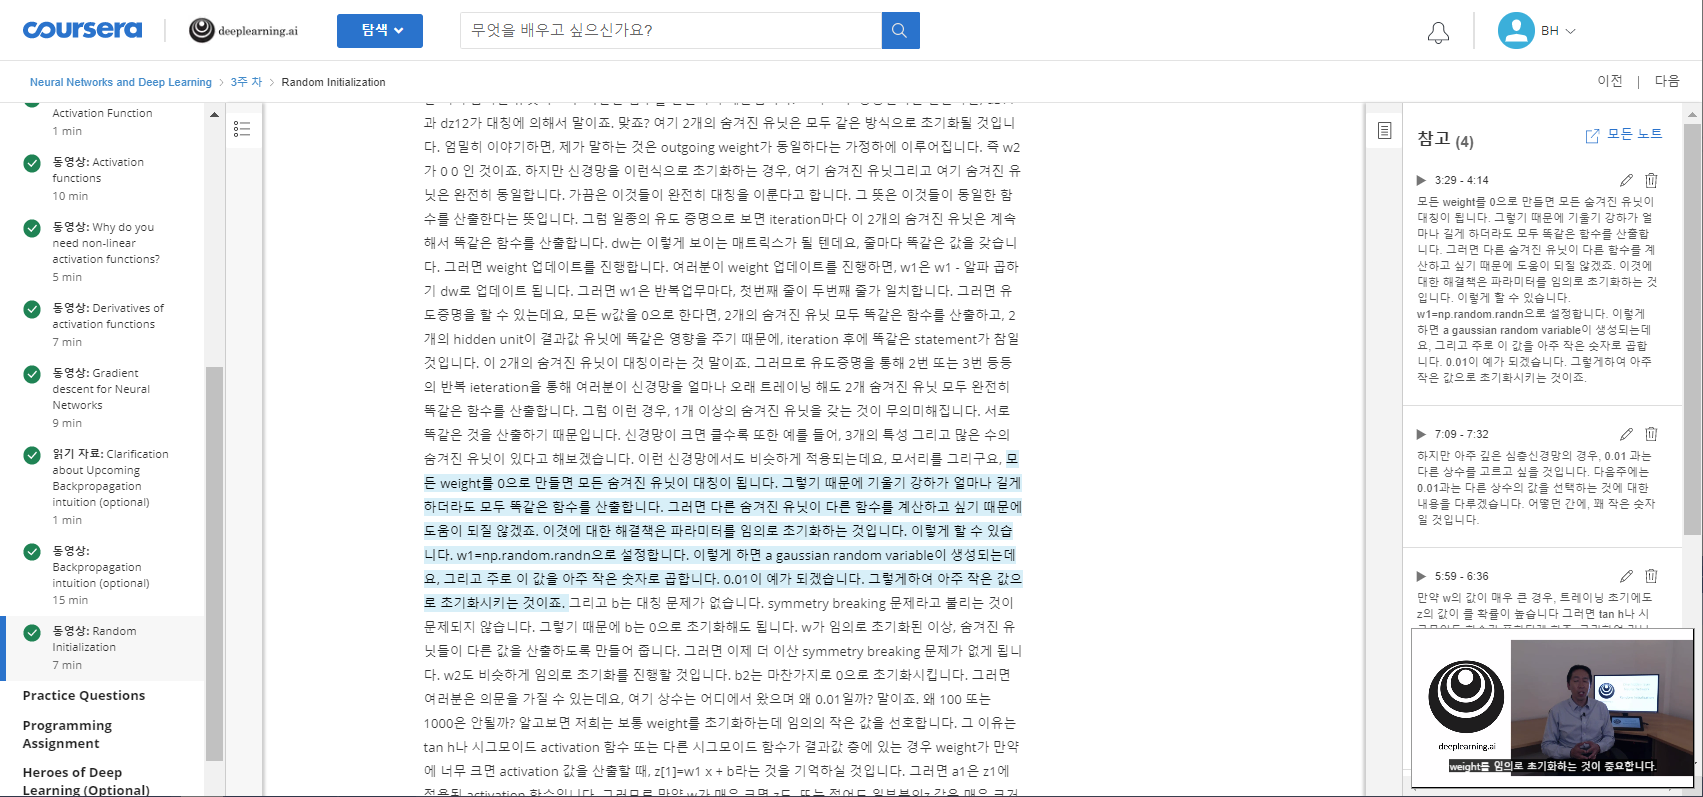 coursera
deeplearning.ai
탐색
무엇을 배우고 싶으신가요?
BH
Neural Networks and Deep Learning
3주 차
Random Initialization
이전 | 다음
Activation Function
1 min
동영상: Activation
functions
10 min
동영상: Why do you
need non-linear
activation functions?
5 min
동영상: Derivatives of
activation functions
7 min
동영상: Gradient
descent for Neural
Networks
9 min
읽기 자료: Clarification
about Upcoming
Backpropagation
intuition (optional)
1 min
동영상:
Backpropagation
intuition (optional)
15 min
동영상: Random
Initialization
7 min
Practice Questions
Programming
Assignment
Heroes of Deep
Learning (Optional)
과 dz12가 대칭에 의해서 말이죠. 맞죠? 여기 2개의 숨겨진 유닛은 모두 같은 방식으로 초기화될 것입니
다. 엄밀히 이야기하면, 제가 말하는 것은 outgoing weight가 동일하다는 가정하에 이루어집니다. 즉 w2
가 0 0 인 것이죠. 하지만 신경망을 이런식으로 초기화하는 경우, 여기 숨겨진 유닛그리고 여기 숨겨진 유
닛은 완전히 동일합니다. 가끔은 이것들이 완전히 대칭을 이룬다고 합니다. 그 뜻은 이것들이 동일한 함
수를 산출한다는 뜻입니다. 그럼 일종의 유도 증명으로 보면 iteration마다 이 2개의 숨겨진 유닛은 계속
해서 똑같은 함수를 산출합니다. dw는 이렇게 보이는 매트릭스가 될 텐데요, 줄마다 똑같은 값을 갖습니
다. 그러면 weight 업데이트를 진행합니다. 여러분이 weight 업데이트를 진행하면, w1은 w1 - 알파 곱하
기 dw로 업데이트 됩니다. 그러면 w1은 반복업무마다, 첫번째 줄이 두번째 줄가 일치합니다. 그러면 유
도증명을 할 수 있는데요, 모든 w값을 0으로 한다면, 2개의 숨겨진 유닛 모두 똑같은 함수를 산출하고, 2
개의 hidden unit이 결과값 유닛에 똑같은 영향을 주기 때문에, iteration 후에 똑같은 statement가 참일
것입니다. 이 2개의 숨겨진 유닛이 대칭이라는 것 말이죠. 그러므로 유도증명을 통해 2번 또는 3번 등등
의 반복 ieteration을 통해 여러분이 신경망을 얼마나 오래 트레이닝 해도 2개 숨겨진 유닛 모두 완전히
똑같은 함수를 산출합니다. 그럼 이런 경우, 1개 이상의 숨겨진 유닛을 갖는 것이 무의미해집니다. 서로
똑같은 것을 산출하기 때문입니다. 신경망이 크면 클수록 또한 예를 들어, 3개의 특성 그리고 많은 수의
숨겨진 유닛이 있다고 해보겠습니다. 이런 신경망에서도 비슷하게 적용되는데요, 모서리를 그리구요, 모
든 weight를 0으로 만들면 모든 숨겨진 유닛이 대칭이 됩니다. 그렇기 때문에 기울기 강하가 얼마나 길게
하더라도 모두 똑같은 함수를 산출합니다. 그러면 다른 숨겨진 유닛이 다른 함수를 계산하고 싶기 때문에
도움이 되질 않겠죠. 이겻에 대한 해결책은 파라미터를 임의로 초기화하는 것입니다. 이렇게 할 수 있습
니다. w1=np.random.randn으로 설정합니다. 이렇게 하면 a gaussian random variable이 생성되는데
요, 그리고 주로 이 값을 아주 작은 숫자로 곱합니다. 0.01이 예가 되겠습니다. 그렇게하여 아주 작은 값으
로 초기화시키는 것이죠. 그리고 b는 대칭 문제가 없습니다. symmetry breaking 문제라고 불리는 것이
문제되지 않습니다. 그렇기 때문에 b는 0으로 초기화해도 됩니다. w가 임의로 초기화된 이상, 숨겨진 유
닛들이 다른 값을 산출하도록 만들어 줍니다. 그러면 이제 더 이산 symmetry breaking 문제가 없게 됩니
다. w2도 비슷하게 임의로 초기화를 진행할 것입니다. b2는 마찬가지로 0으로 초기화시킵니다. 그러면
여러분은 의문을 가질 수 있는데요, 여기 상수는 어디에서 왔으며 왜 0.01일까? 말이죠. 왜 100 또는
1000은 안될까? 알고보면 저희는 보통 weight를 초기화하는데 임의의 작은 값을 선호합니다. 그 이유는
tan h나 시그모이드 activation 함수 또는 다른 시그모이드 함수가 결과값 층에 있는 경우 weight가 만약
에 너무 크면 activation 값을 산출할 때, z[1]=w1 x + b라는 것을 기억하실 것입니다. 그러면 a1은 z1에
참고 (4)
모든 노트
3:29 - 4:14
모든 weight를 0으로 만들면 모든 숨겨진 유닛이
대칭이 됩니다. 그렇기 때문에 기울기 강하가 얼
마나 길게 하더라도 모두 똑같은 함수를 산출합
니다. 그러면 다른 숨겨진 유닛이 다른 함수를 계
산하고 싶기 때문에 도움이 되질 않겠죠. 이겻에
대한 해결책은 파라미터를 임의로 초기화하는 것
입니다. 이렇게 할 수 있습니다.
w1=np.random.randn으로 설정합니다. 이렇게
하면 a gaussian random variable이 생성되는데
요, 그리고 주로 이 값을 아주 작은 숫자로 곱합
니다. 0.01이 예가 되겠습니다. 그렇게하여 아주
작은 값으로 초기화시키는 것이죠.
7:09 - 7:32
하지만 아주 깊은 심층신경망의 경우, 0.01 과는
다른 상수를 고르고 싶을 것입니다. 다음주에는
0.01과는 다른 상수의 값을 선택하는 것에 대한
내용을 다루겠습니다. 어떻던 간에, 꽤 작은 숫자
일 것입니다.
5:59 - 6:36
만약 w의 값이 매우 큰 경우, 트레이닝 초기에도
z의 값이 클 확률이 높습니다 그러면 tan h나 시
deeplearning.ai
weight를 임의로 초기화하는 것이 중요합니다.